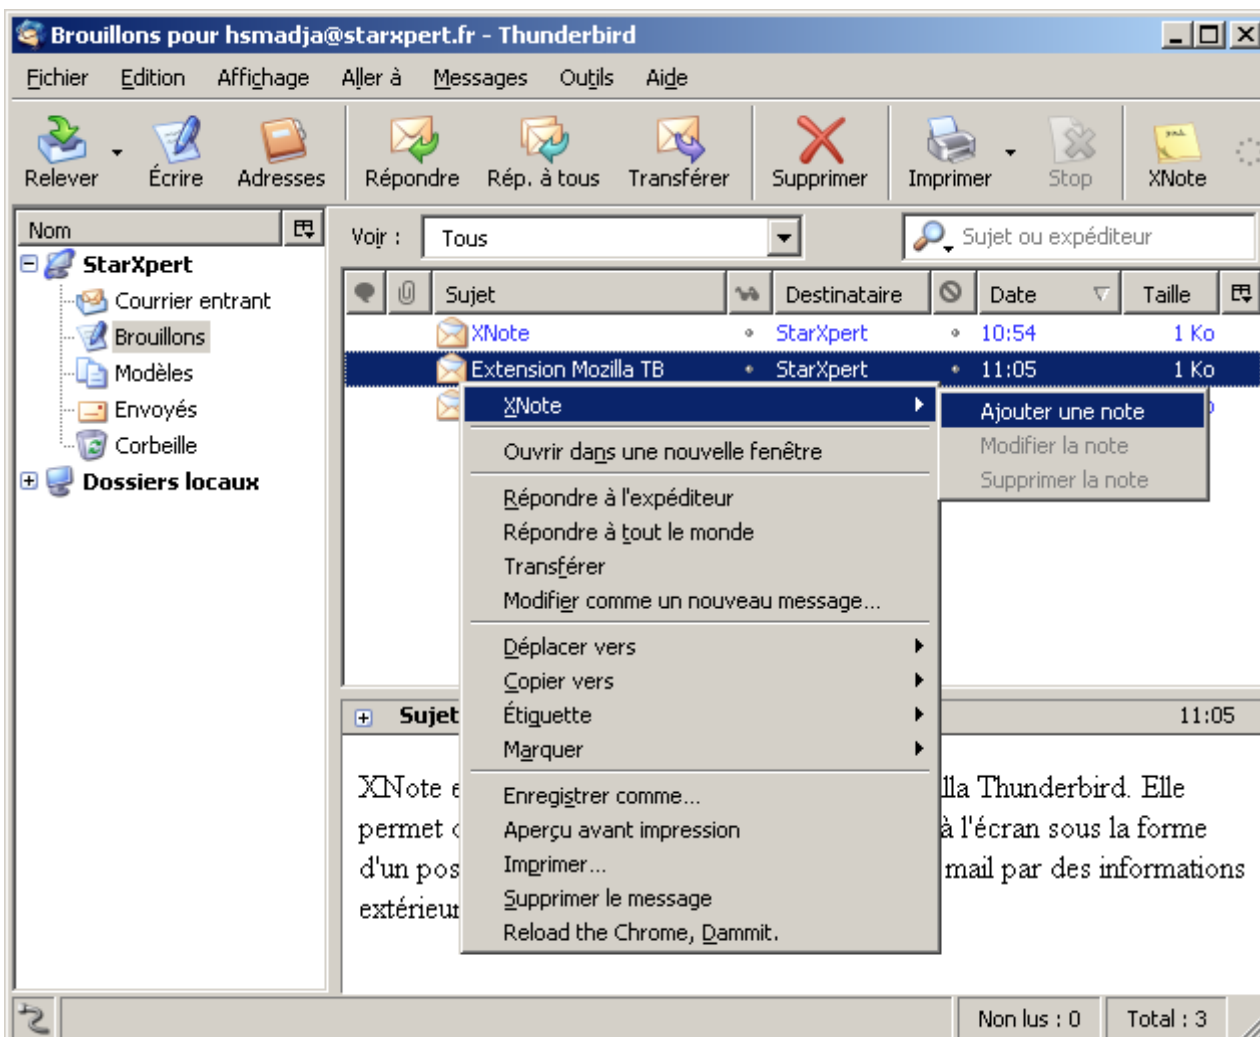 Brouillons pour hsmadja@starxpert.fr - Thunderbird
Fichier Edition Affichage Aller à Messages Outils Aide
Relever Écrire Adresses Répondre Rép. à tous Transférer Supprimer Imprimer Stop XNote
Nom
Voir : Tous Sujet ou expéditeur
StarXpert
Courrier entrant
Brouillons
Modèles
Envoyés
Corbeille
Dossiers locaux
Sujet Destinataire Date Taille
XNote StarXpert 10:54 1 Ko
Extension Mozilla TB StarXpert 11:05 1 Ko
XNote
Ouvrir dans une nouvelle fenêtre
Répondre à l'expéditeur
Répondre à tout le monde
Transférer
Modifier comme un nouveau message...
Déplacer vers
Copier vers
Étiquette
Marquer
Enregistrer comme...
Aperçu avant impression
Imprimer...
Supprimer le message
Reload the Chrome, Dammit.
Ajouter une note
Modifier la note
Supprimer la note
Sujet 11:05
XNote Thunderbird. Elle
permet à l'écran sous la forme
d'un mail par des informations
Non lus : 0 Total : 3